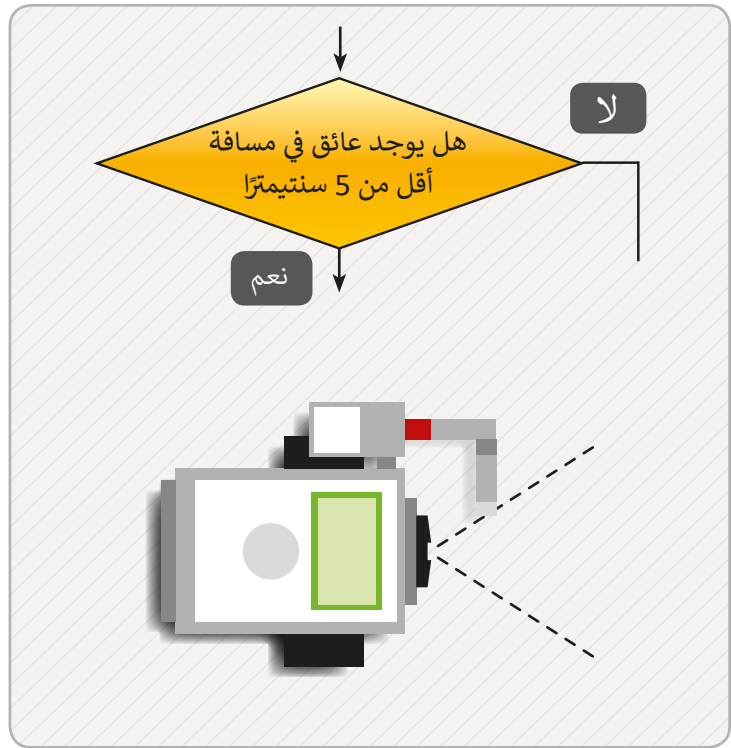 لا
هل يوجد عائق في مسافة
أقل من 5 سنتيمترًا
نعم